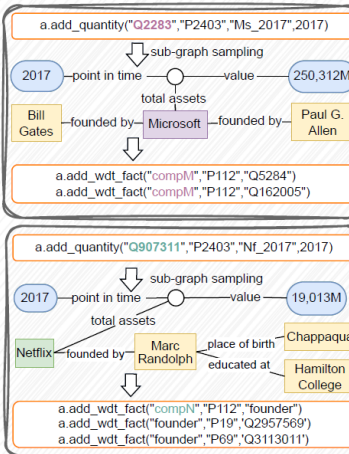 a.add_quantity("Q2283","P2403","Ms_2017",2017)
sub-graph sampling
2017 point in time value 250,312M
total assets
Bill Gates founded by Microsoft founded by Paul G. Allen
a.add_wdt_fact("compM","P112","Q5284")
a.add_wdt_fact("compM","P112","Q162005")
a.add_quantity("Q907311","P2403","Nf_2017",2017)
sub-graph sampling
2017 point in time value 19,013M
total assets
Netflix founded by Marc Randolph place of birth Chappaqua
educated at Hamilton College
a.add_wdt_fact("compN","P112","founder")
a.add_wdt_fact("founder","P19","Q2957569')
a.add_wdt_fact("founder","P69","Q3113011')